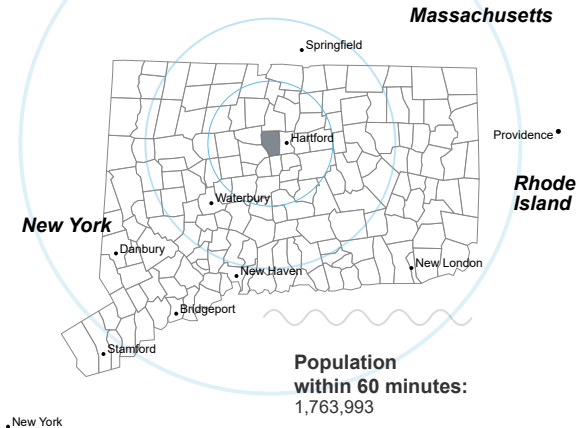 Massachusetts
Springfield
Hartford
Providence
Rhode
Island
Waterbury
New York
Danbury
New London
New Haven
Bridgeport
Stamford
Population
within 60 minutes:
1,763,993
New York